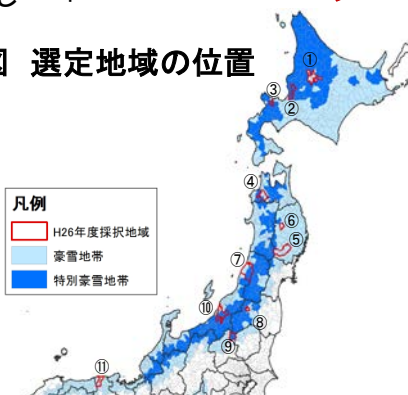 図 選定地域の位置
①
③
②
④
⑥
⑤
⑦
⑩
⑧
⑨
⑪
凡例
H26年度採択地域
豪雪地帯
特別豪雪地帯